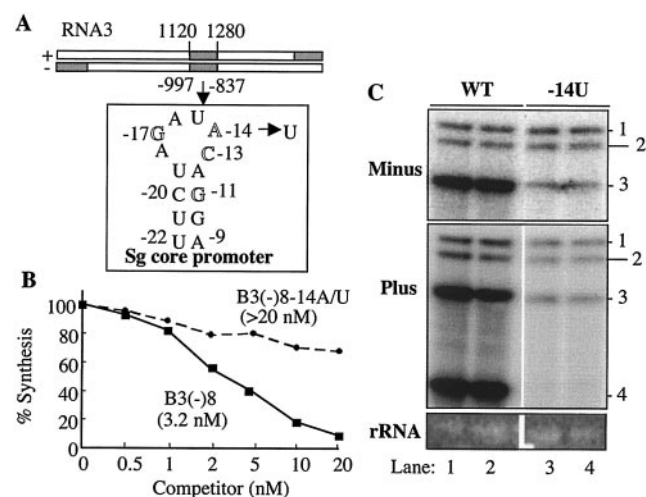 A
RNA3
1120 1280
+
-
-997 -837
A U
-17 G A -14 → U
A C -13
U A
-20 C G -11
U G
-22 U A -9
Sg core promoter
B
100
80
60
40
20
0
% Synthesis
B3(-)8-14A/U
(>20 nM)
B3(-)8
(3.2 nM)
0 0.5 1 2 5 10 20
Competitor (nM)
C
WT -14U
Minus
1
2
3
Plus
1
2
3
4
rRNA
Lane: 1 2 3 4